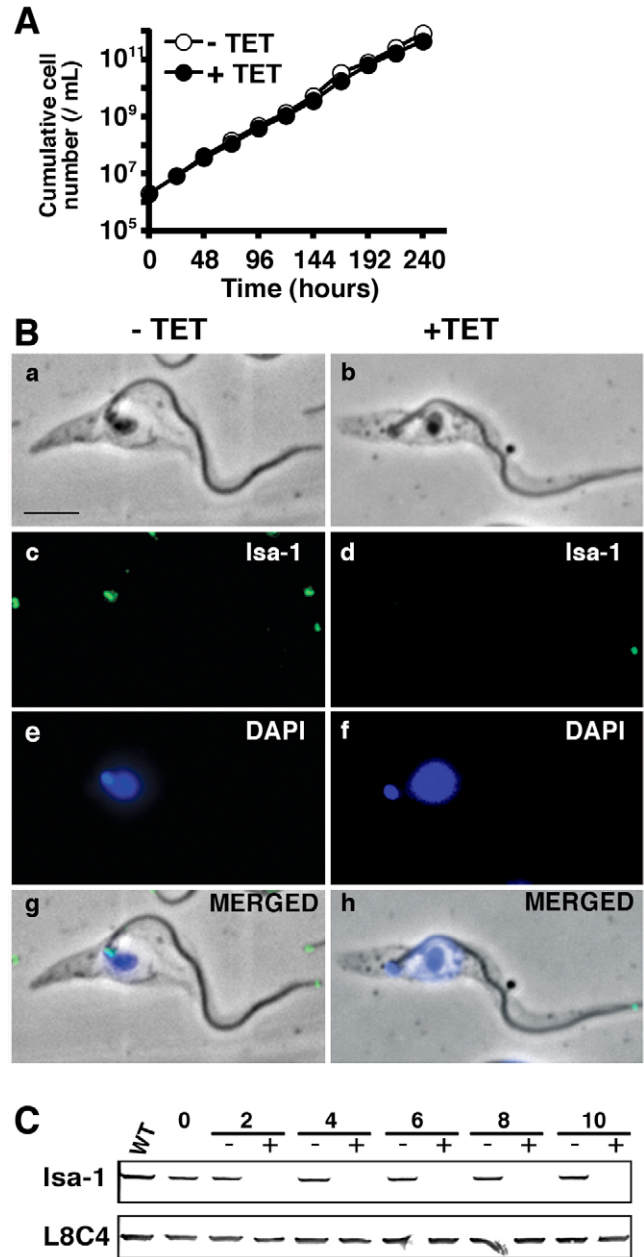 A
- TET
+ TET
Cumulative cell
number (/ mL)
10¹¹
10⁹
10⁷
10⁵
0 48 96 144 192 240
Time (hours)
B
- TET +TET
a b
c Isa-1 d Isa-1
e DAPI f DAPI
g MERGED h MERGED
C
WT 0 2 4 6 8 10
- + - + - + - + - +
Isa-1
L8C4